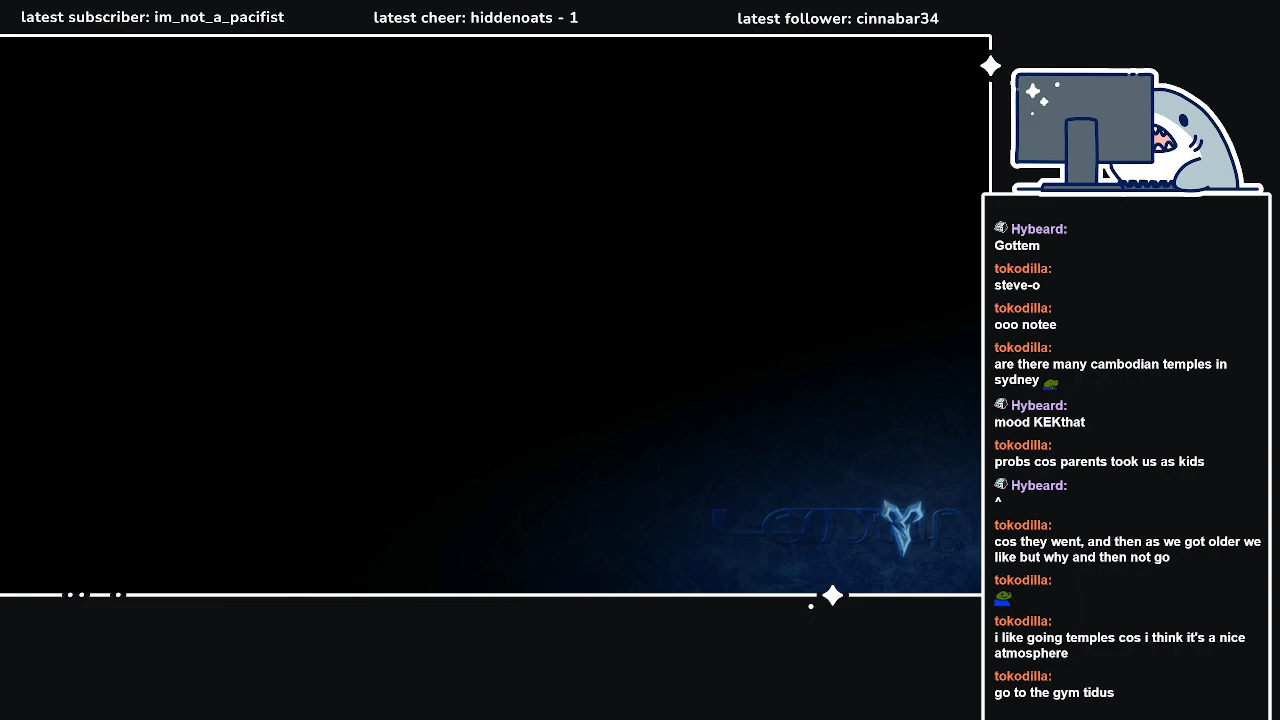 latest subscriber: im_not_a_pacifist
latest cheer: hiddenoats - 1
latest follower: cinnabar34
Hybeard:
Gottem
tokodilla:
steve-o
tokodilla:
ooo notee
tokodilla:
are there many cambodian temples in
sydney
Hybeard:
mood KEKthat
tokodilla:
probs cos parents took us as kids
Hybeard:
^
tokodilla:
cos they went, and then as we got older we
like but why and then not go
tokodilla:
tokodilla:
i like going temples cos i think it's a nice
atmosphere
tokodilla:
go to the gym tidus